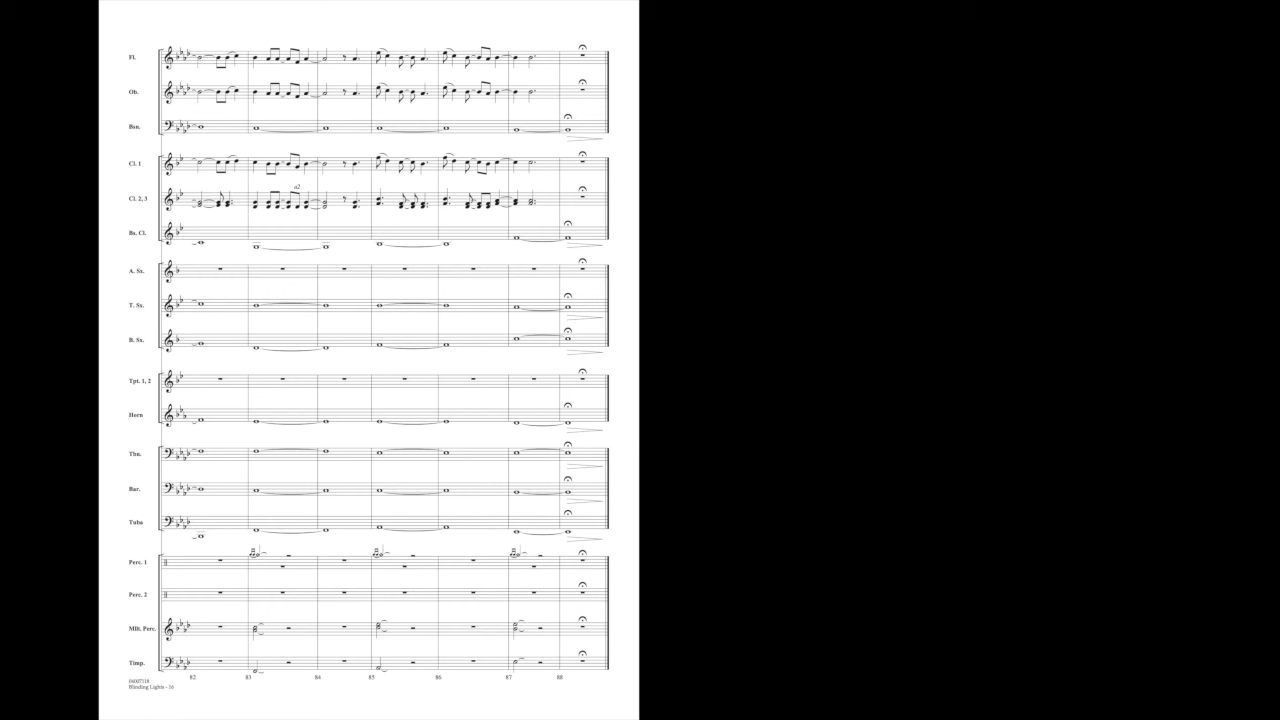 Fl.
Ob.
Bsn.
Cl. 1
a2
Cl. 2, 3
Bs. Cl.
A. Sx.
T. Sx.
B. Sx.
Tpt. 1, 2
Horn
Tbn.
Bar.
Tuba
Perc. 1
Perc. 2
Mlt. Perc.
Timp.
82 83 84 85 86 87 88
04007118
Blinding Lights - 16